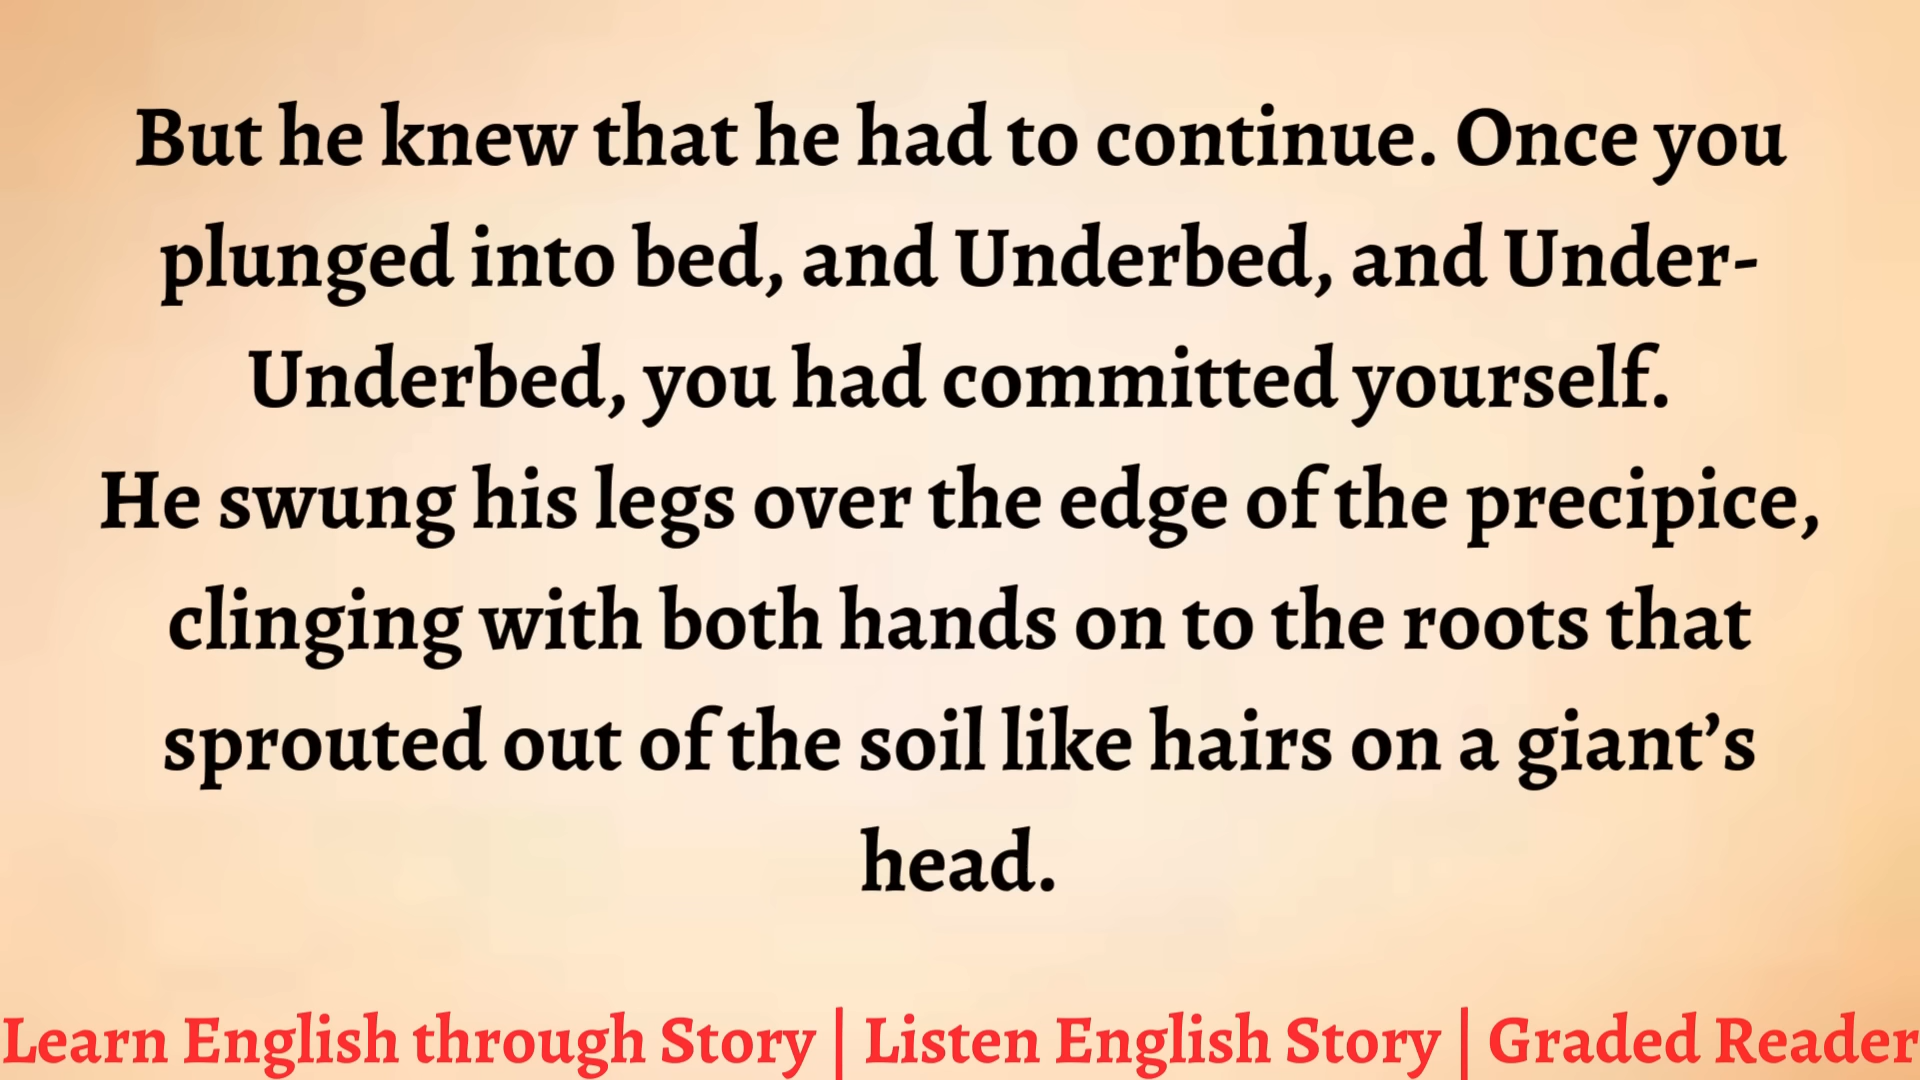 But he knew that he had to continue. Once you
plunged into bed, and Underbed, and Under-
Underbed, you had committed yourself.
He swung his legs over the edge of the precipice,
clinging with both hands on to the roots that
sprouted out of the soil like hairs on a giant’s
head.
Learn English through Story | Listen English Story | Graded Reader